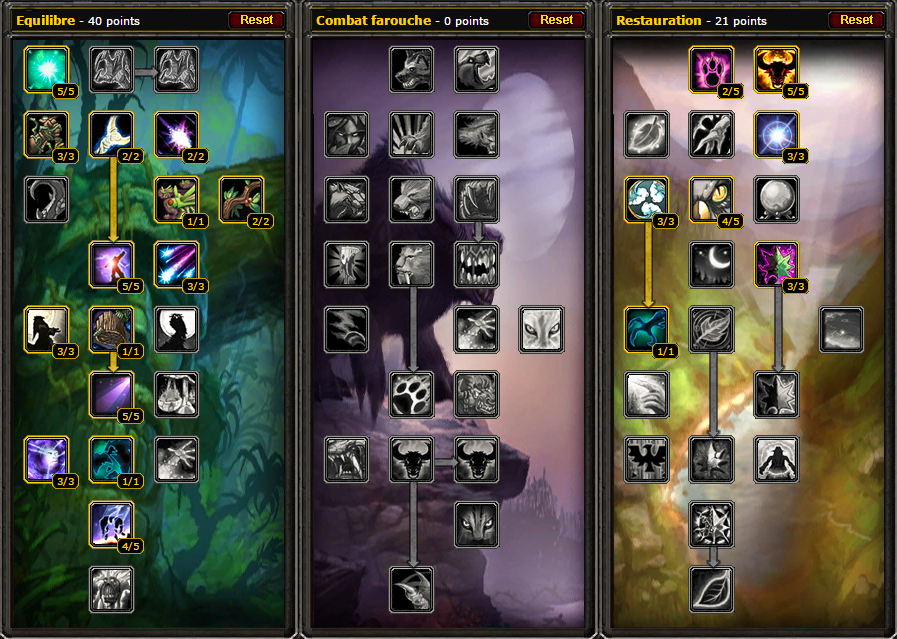 Equilibre - 40 points Reset Combat farouche - 0 points Reset Restauration - 21 points Reset
5/5 2/5 5/5
3/3 2/2 2/2 3/3
1/1 2/2 3/3 4/5
5/5 3/3 3/3
3/3 1/1 1/1
5/5
3/3 1/1
4/5